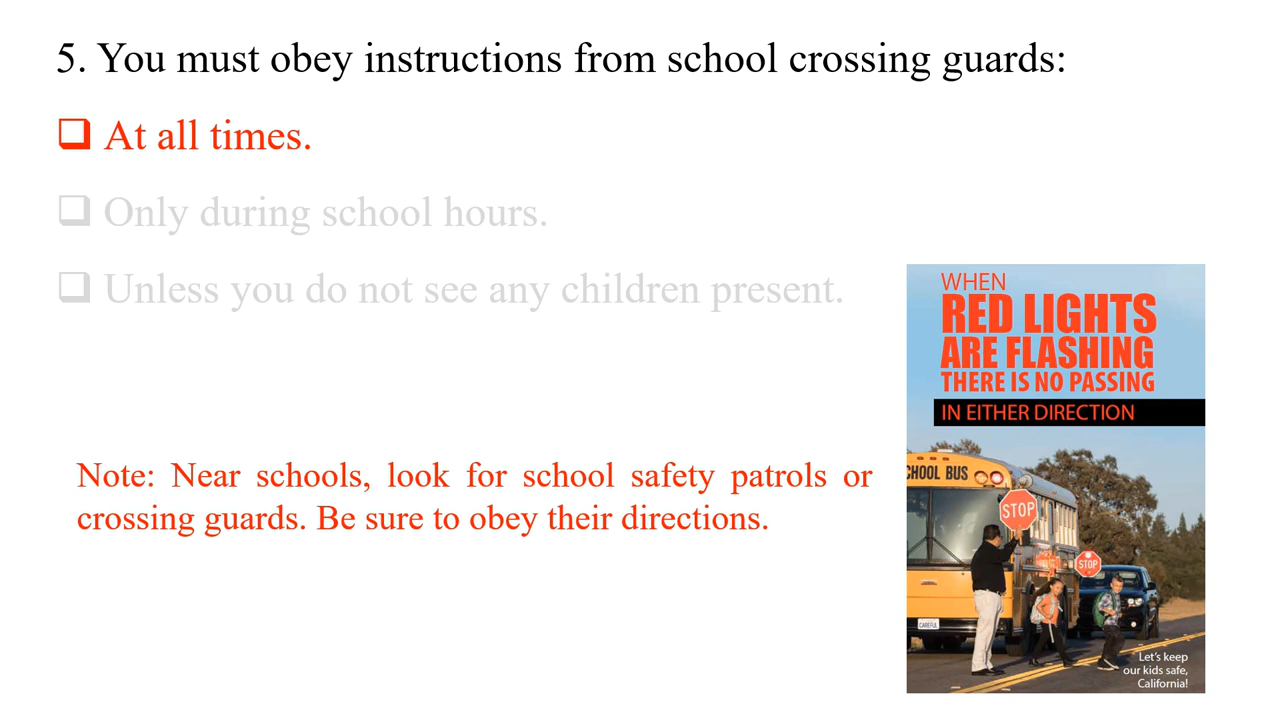 5. You must obey instructions from school crossing guards:
❑ At all times.
❑ Only during school hours.
❑ Unless you do not see any children present.
WHEN
RED LIGHTS
ARE FLASHING
THERE IS NO PASSING
IN EITHER DIRECTION
Note: Near schools, look for school safety patrols or
crossing guards. Be sure to obey their directions.
CHOOL BUS
STOP
STOP
CAREFUL
Let's keep
our kids safe,
California!